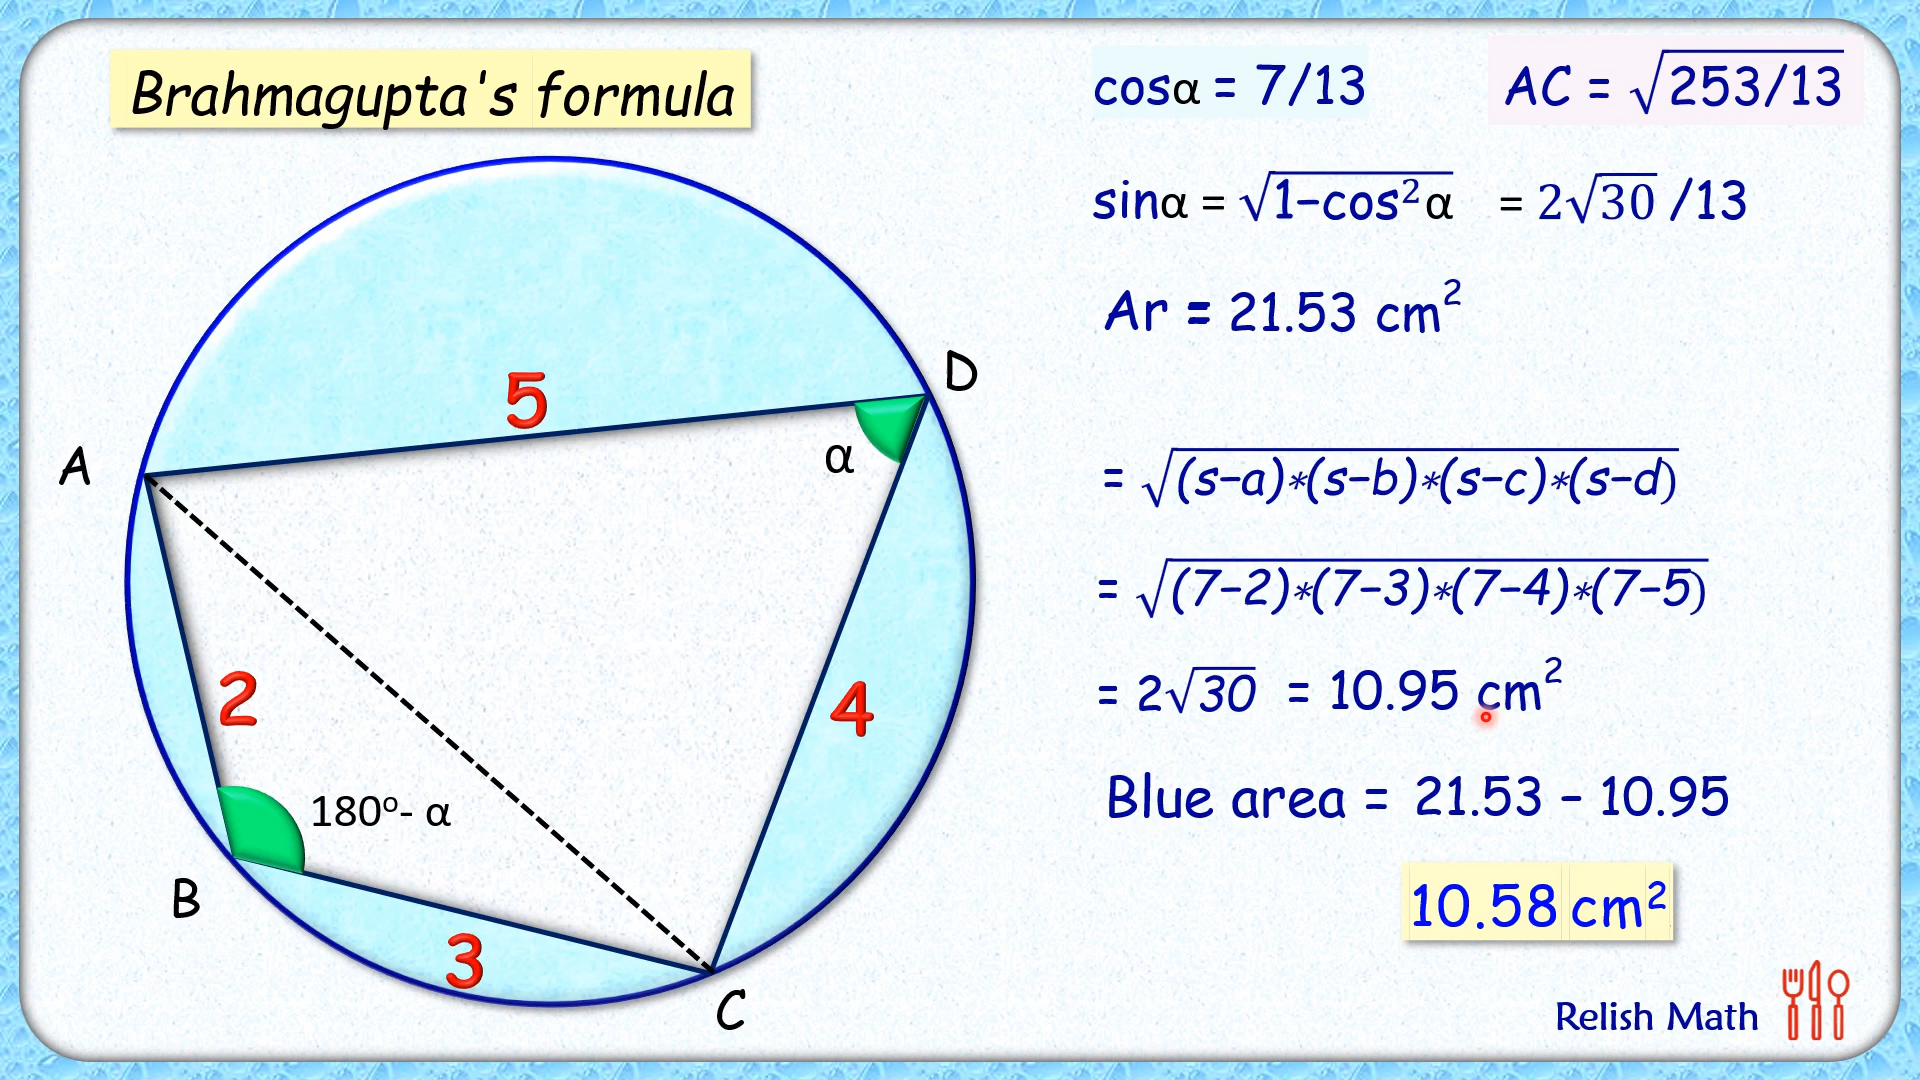 Brahmagupta's formula
cosα = 7/13
AC = √253/13
sinα = √1–cos²α = 2√30 /13
Ar = 21.53 cm²
= √(s–a)*(s–b)*(s–c)*(s–d)
= √(7–2)*(7–3)*(7–4)*(7–5)
= 2√30 = 10.95 cm²
Blue area = 21.53 – 10.95
10.58 cm²
D
5
α
A
2
4
180º- α
B
3
C
Relish Math